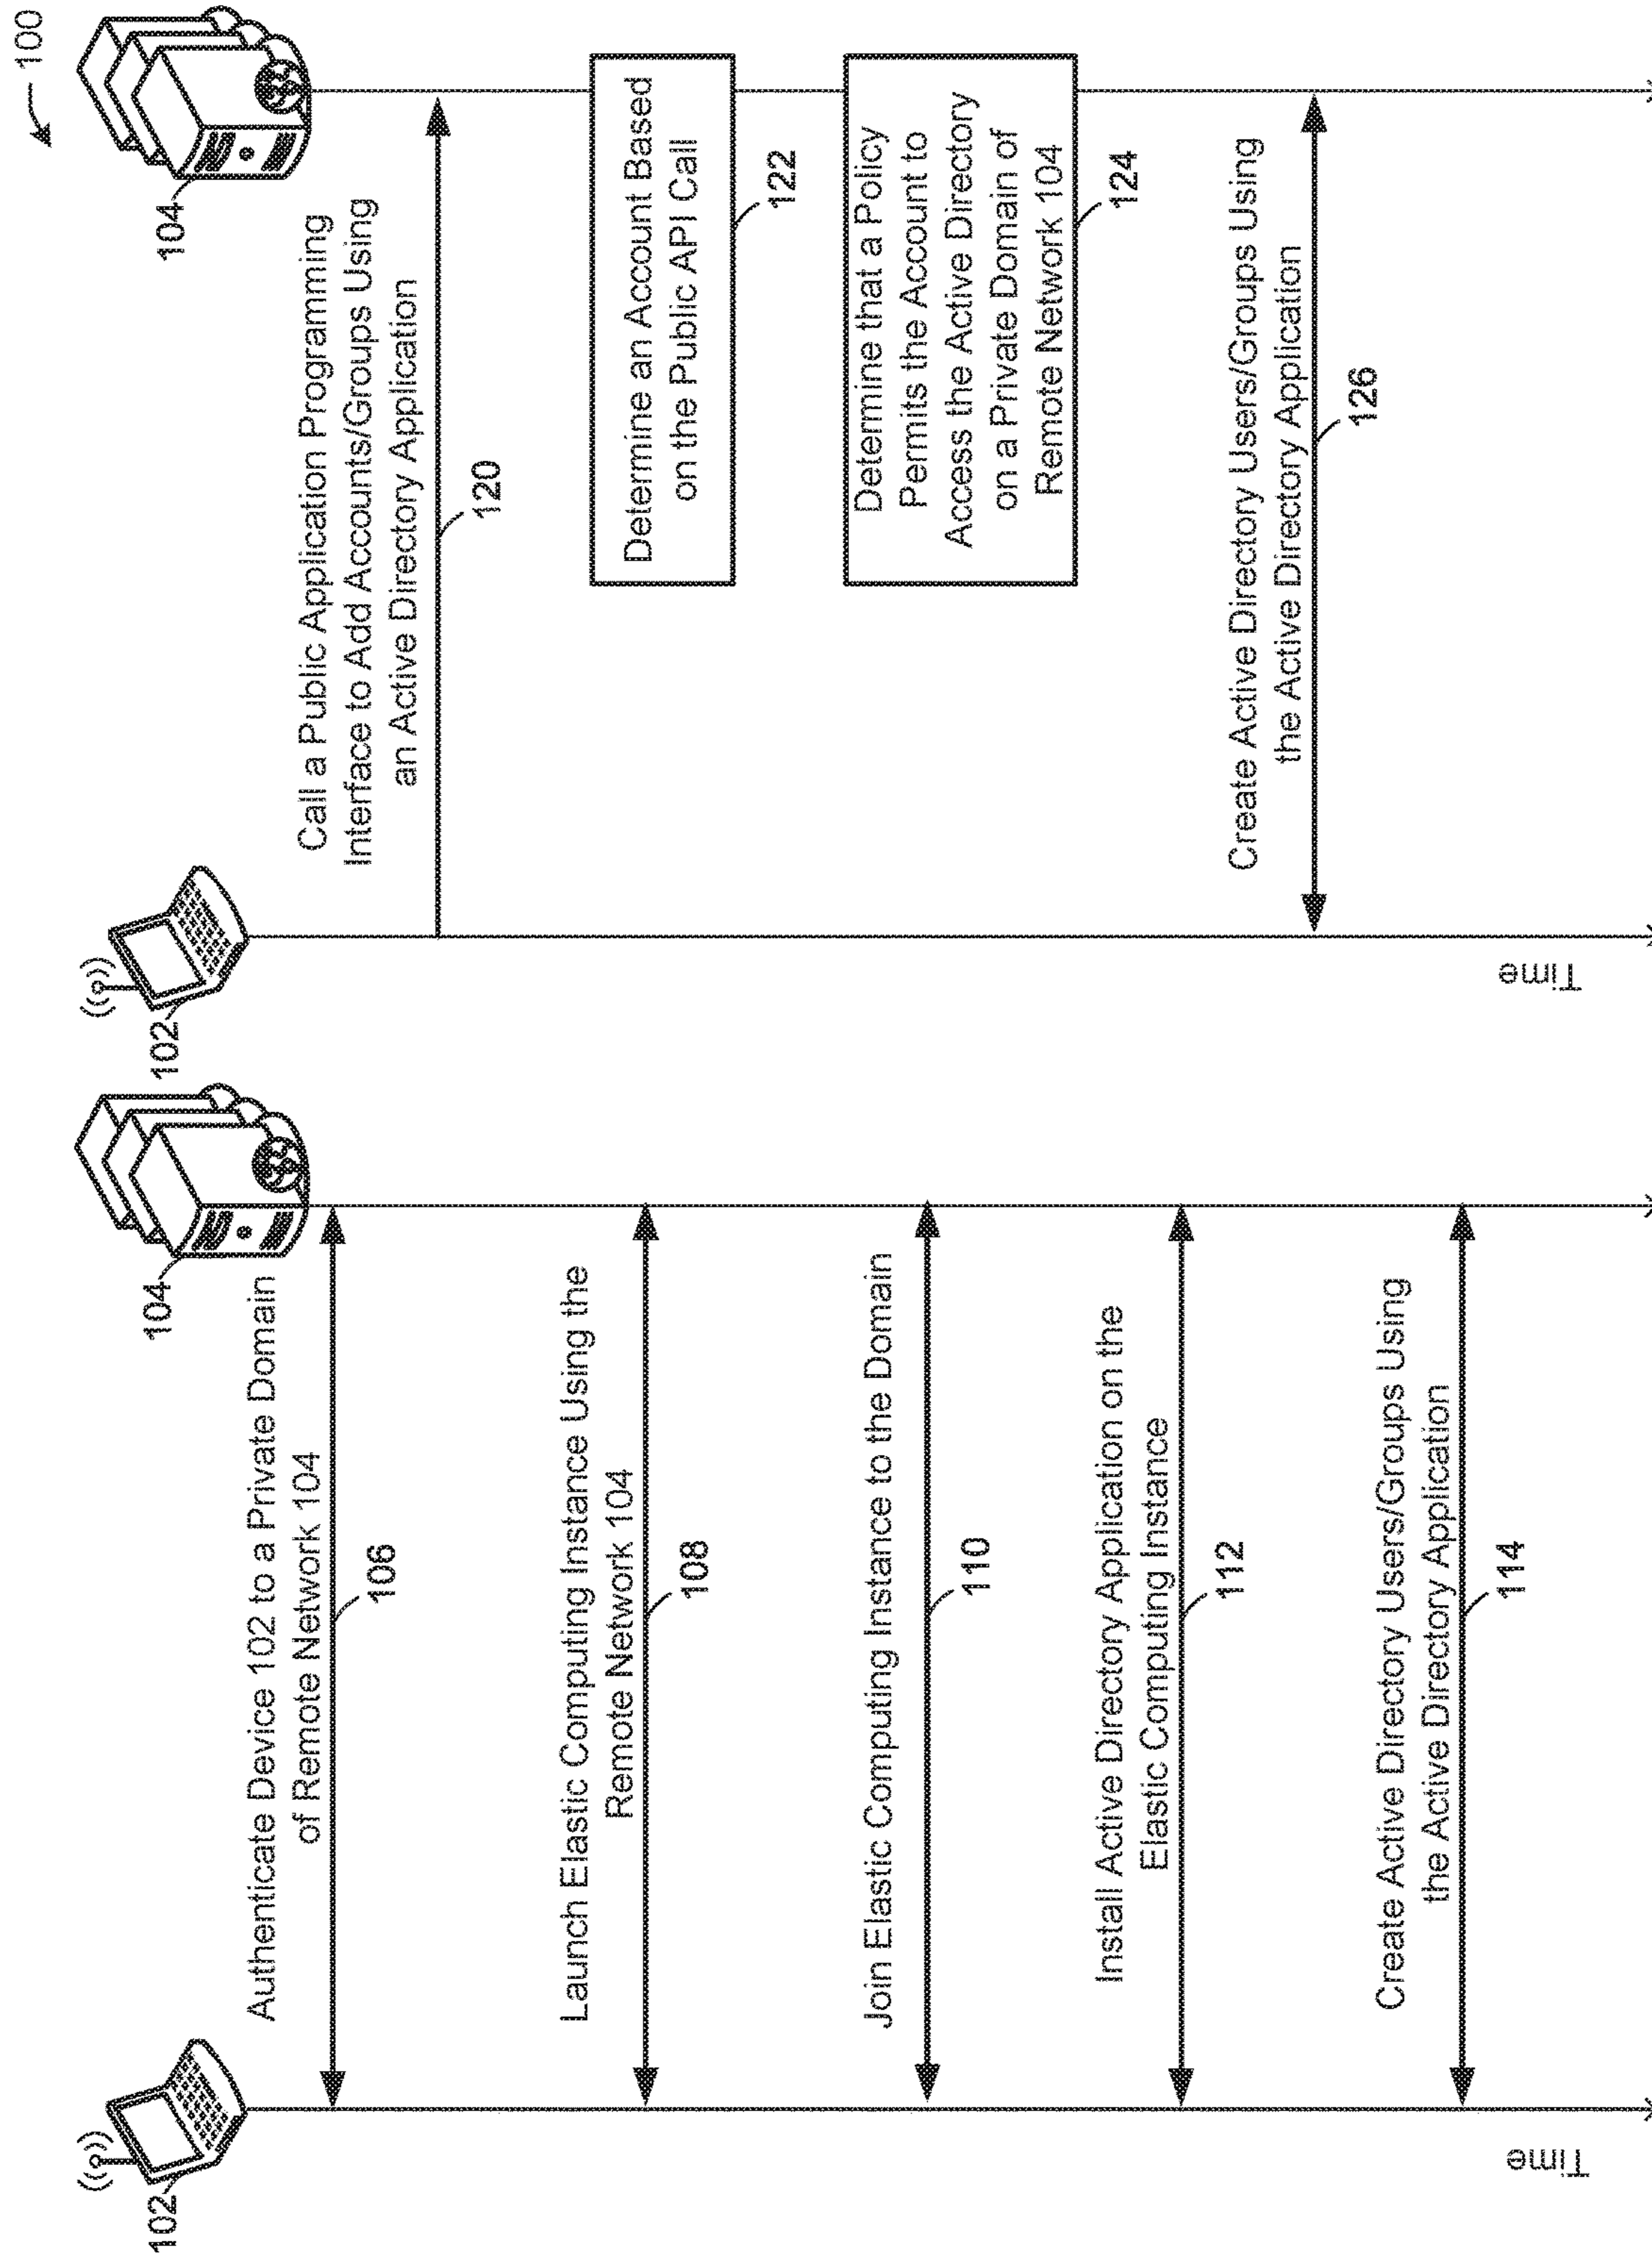 100
102
104
Authenticate Device 102 to a Private Domain
of Remote Network 104
106
Launch Elastic Computing Instance Using the
Remote Network 104
108
Join Elastic Computing Instance to the Domain
110
Install Active Directory Application on the
Elastic Computing Instance
112
Create Active Directory Users/Groups Using
the Active Directory Application
114
Time
102
104
Call a Public Application Programming
Interface to Add Accounts/Groups Using
an Active Directory Application
120
Determine an Account Based
on the Public API Call
122
Determine that a Policy
Permits the Account to
Access the Active Directory
on a Private Domain of
Remote Network 104
124
Create Active Directory Users/Groups Using
the Active Directory Application
126
Time